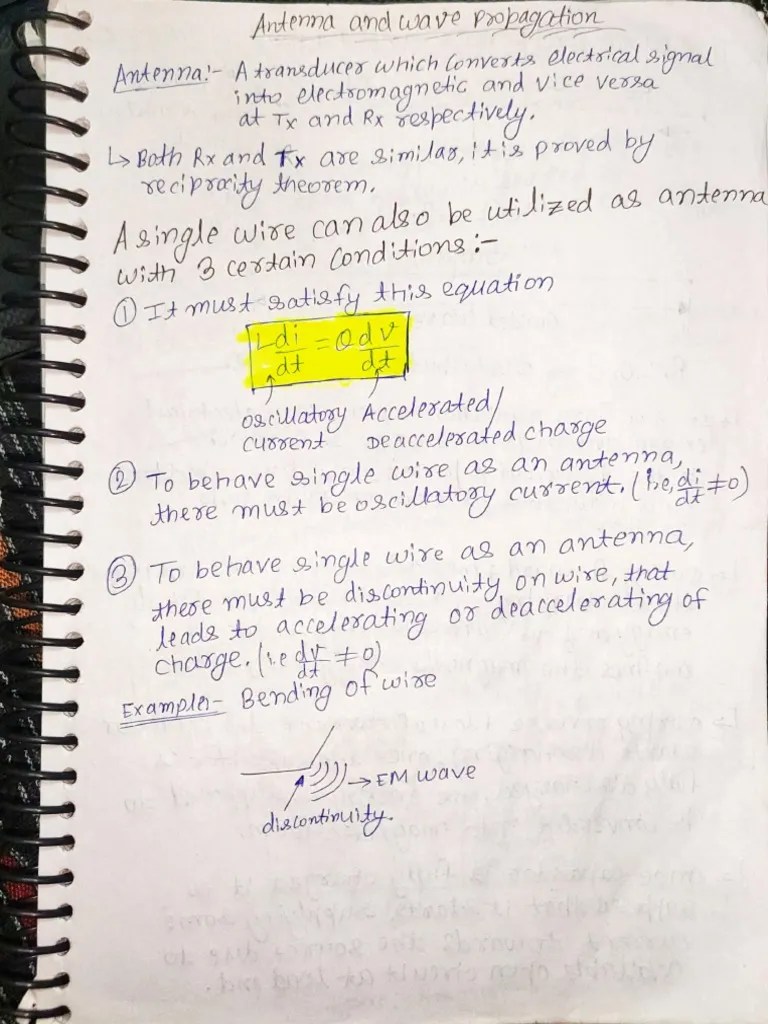 Antenna and wave propagation
Antenna:- A transducer which converts electrical signal
into electromagnetic and vice versa
at Tx and Rx respectively.
↳ Both Rx and Tx are similar, it is proved by
reciprocity theorem.
A single wire can also be utilized as antenna
with 3 certain conditions:-
① It must satisfy this equation
L di/dt = Q dv/dt
oscillatory Accelerated/
current Deaccelerated charge
② To behave single wire as an antenna,
there must be oscillatory current. (i.e, di/dt ≠ 0)
③ To behave single wire as an antenna,
there must be discontinuity on wire, that
leads to accelerating or deaccelerating of
charge. (i.e dv/dt ≠ 0)
Example:- Bending of wire
→ EM wave
discontinuity.